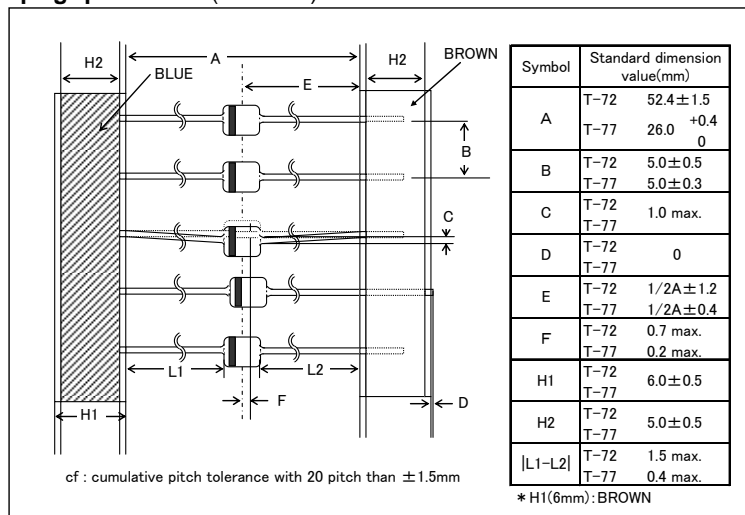 H2
A
H2
BROWN
BLUE
E
B
C
L1
L2
F
D
H1
cf : cumulative pitch tolerance with 20 pitch than ±1.5mm
Symbol Standard dimension value(mm)
A T-72 52.4±1.5
T-77 26.0 +0.4 0
B T-72 5.0±0.5
T-77 5.0±0.3
C T-72 1.0 max.
T-77
D T-72 0
T-77
E T-72 1/2A±1.2
T-77 1/2A±0.4
F T-72 0.7 max.
T-77 0.2 max.
H1 T-72 6.0±0.5
T-77
H2 T-72 5.0±0.5
T-77
|L1-L2| T-72 1.5 max.
T-77 0.4 max.
*H1(6mm):BROWN